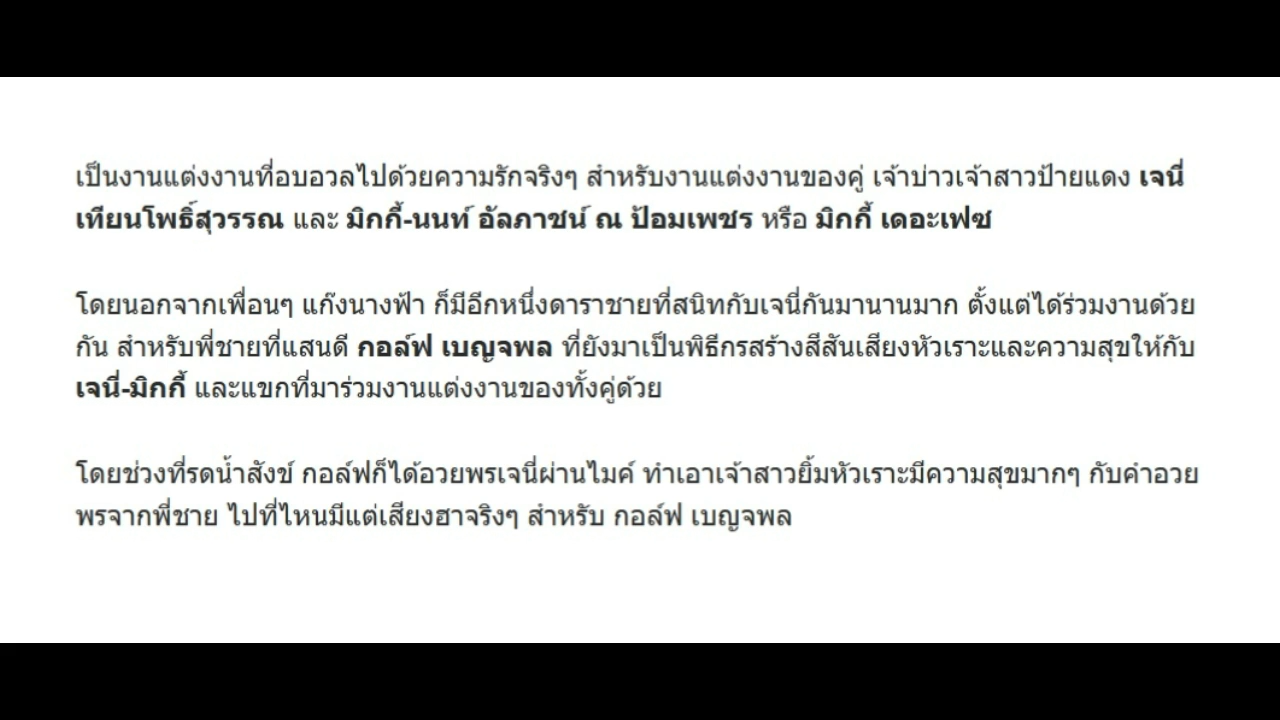 เป็นงานแต่งงานที่อบอวลไปด้วยความรักจริงๆ สำหรับงานแต่งงานของคู่ เจ้าบ่าวเจ้าสาวป้ายแดง เจนี่
เทียนโพธิ์สุวรรณ และ มิกกี้-นนท์ อัลภาชน์ ณ ป้อมเพชร หรือ มิกกี้ เดอะเฟซ
โดยนอกจากเพื่อนๆ แก๊งนางฟ้า ก็มีอีกหนึ่งดาราชายที่สนิทกับเจนี่กันมานานมาก ตั้งแต่ได้ร่วมงานด้วย
กัน สำหรับพี่ชายที่แสนดี กอล์ฟ เบญจพล ที่ยังมาเป็นพิธีกรสร้างสีสันเสียงหัวเราะและความสุขให้กับ
เจนี่-มิกกี้ และแขกที่มาร่วมงานแต่งงานของทั้งคู่ด้วย
โดยช่วงที่รดน้ำสังข์ กอล์ฟก็ได้อวยพรเจนี่ผ่านไมค์ ทำเอาเจ้าสาวยิ้มหัวเราะมีความสุขมากๆ กับคำอวย
พรจากพี่ชาย ไปที่ไหนมีแต่เสียงฮาจริงๆ สำหรับ กอล์ฟ เบญจพล